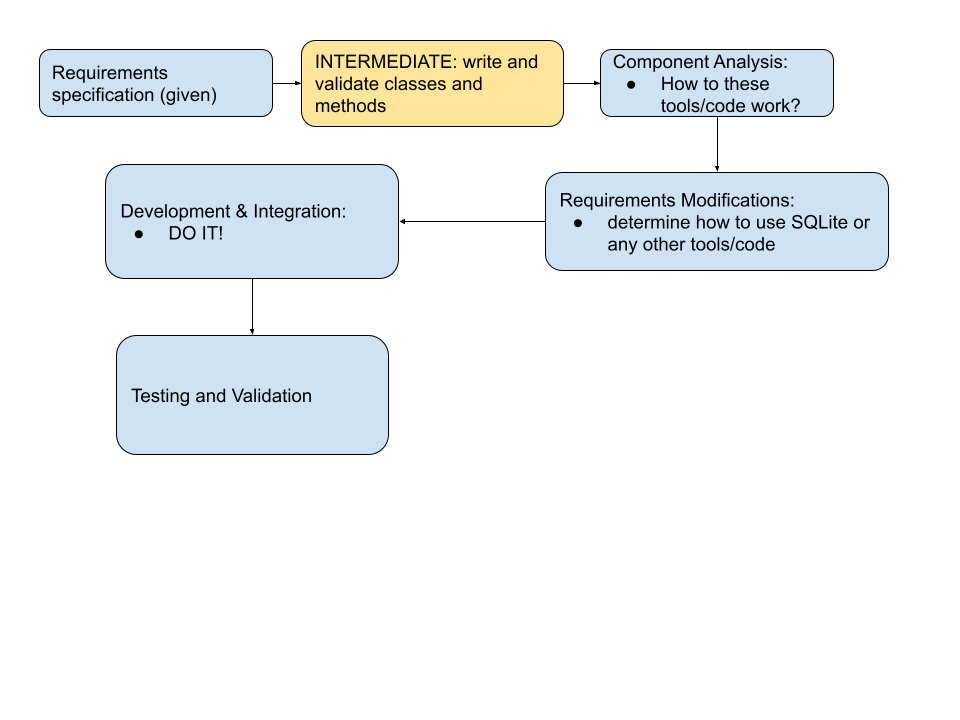 Requirements
specification (given)
INTERMEDIATE: write and
validate classes and
methods
Component Analysis:
● How to these
tools/code work?
Requirements Modifications:
● determine how to use SQLite or
any other tools/code
Development & Integration:
● DO IT!
Testing and Validation